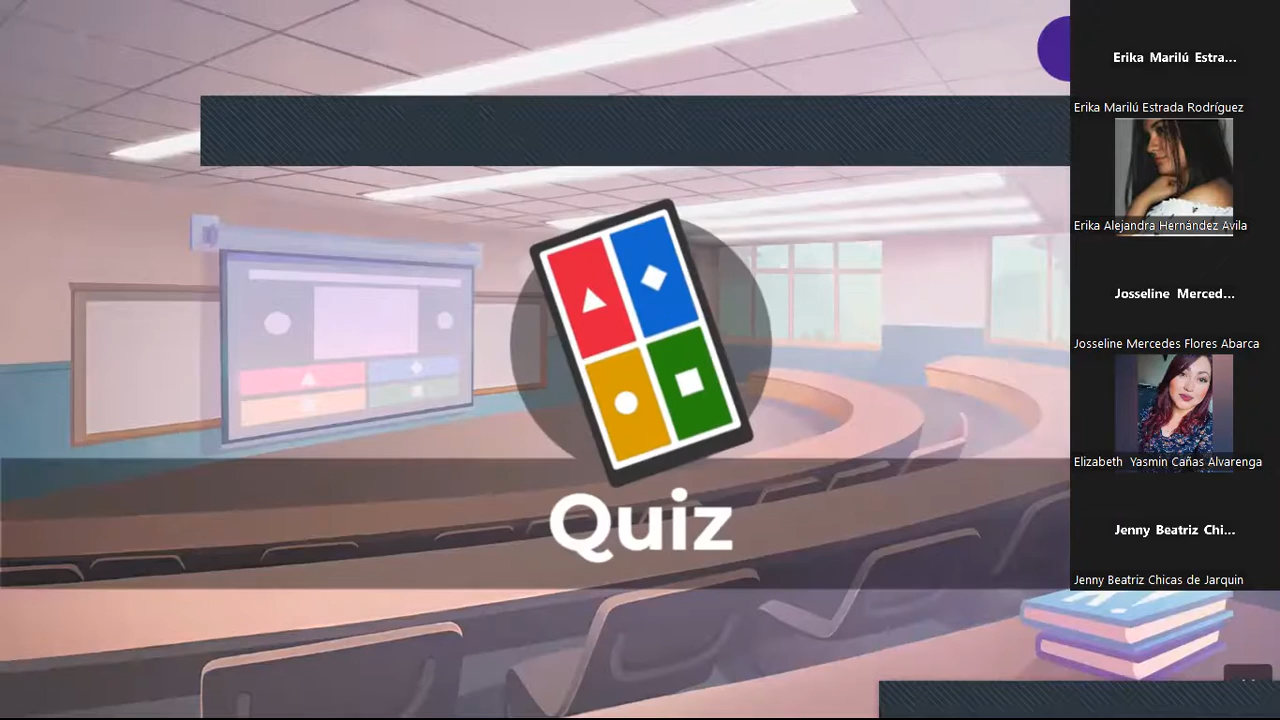 Quiz
Erika Marilú Estra...
Erika Marilú Estrada Rodríguez
Erika Alejandra Hernández Avila
Josseline Merced...
Josseline Mercedes Flores Abarca
Elizabeth Yasmin Cañas Alvarenga
Jenny Beatriz Chi...
Jenny Beatriz Chicas de Jarquin